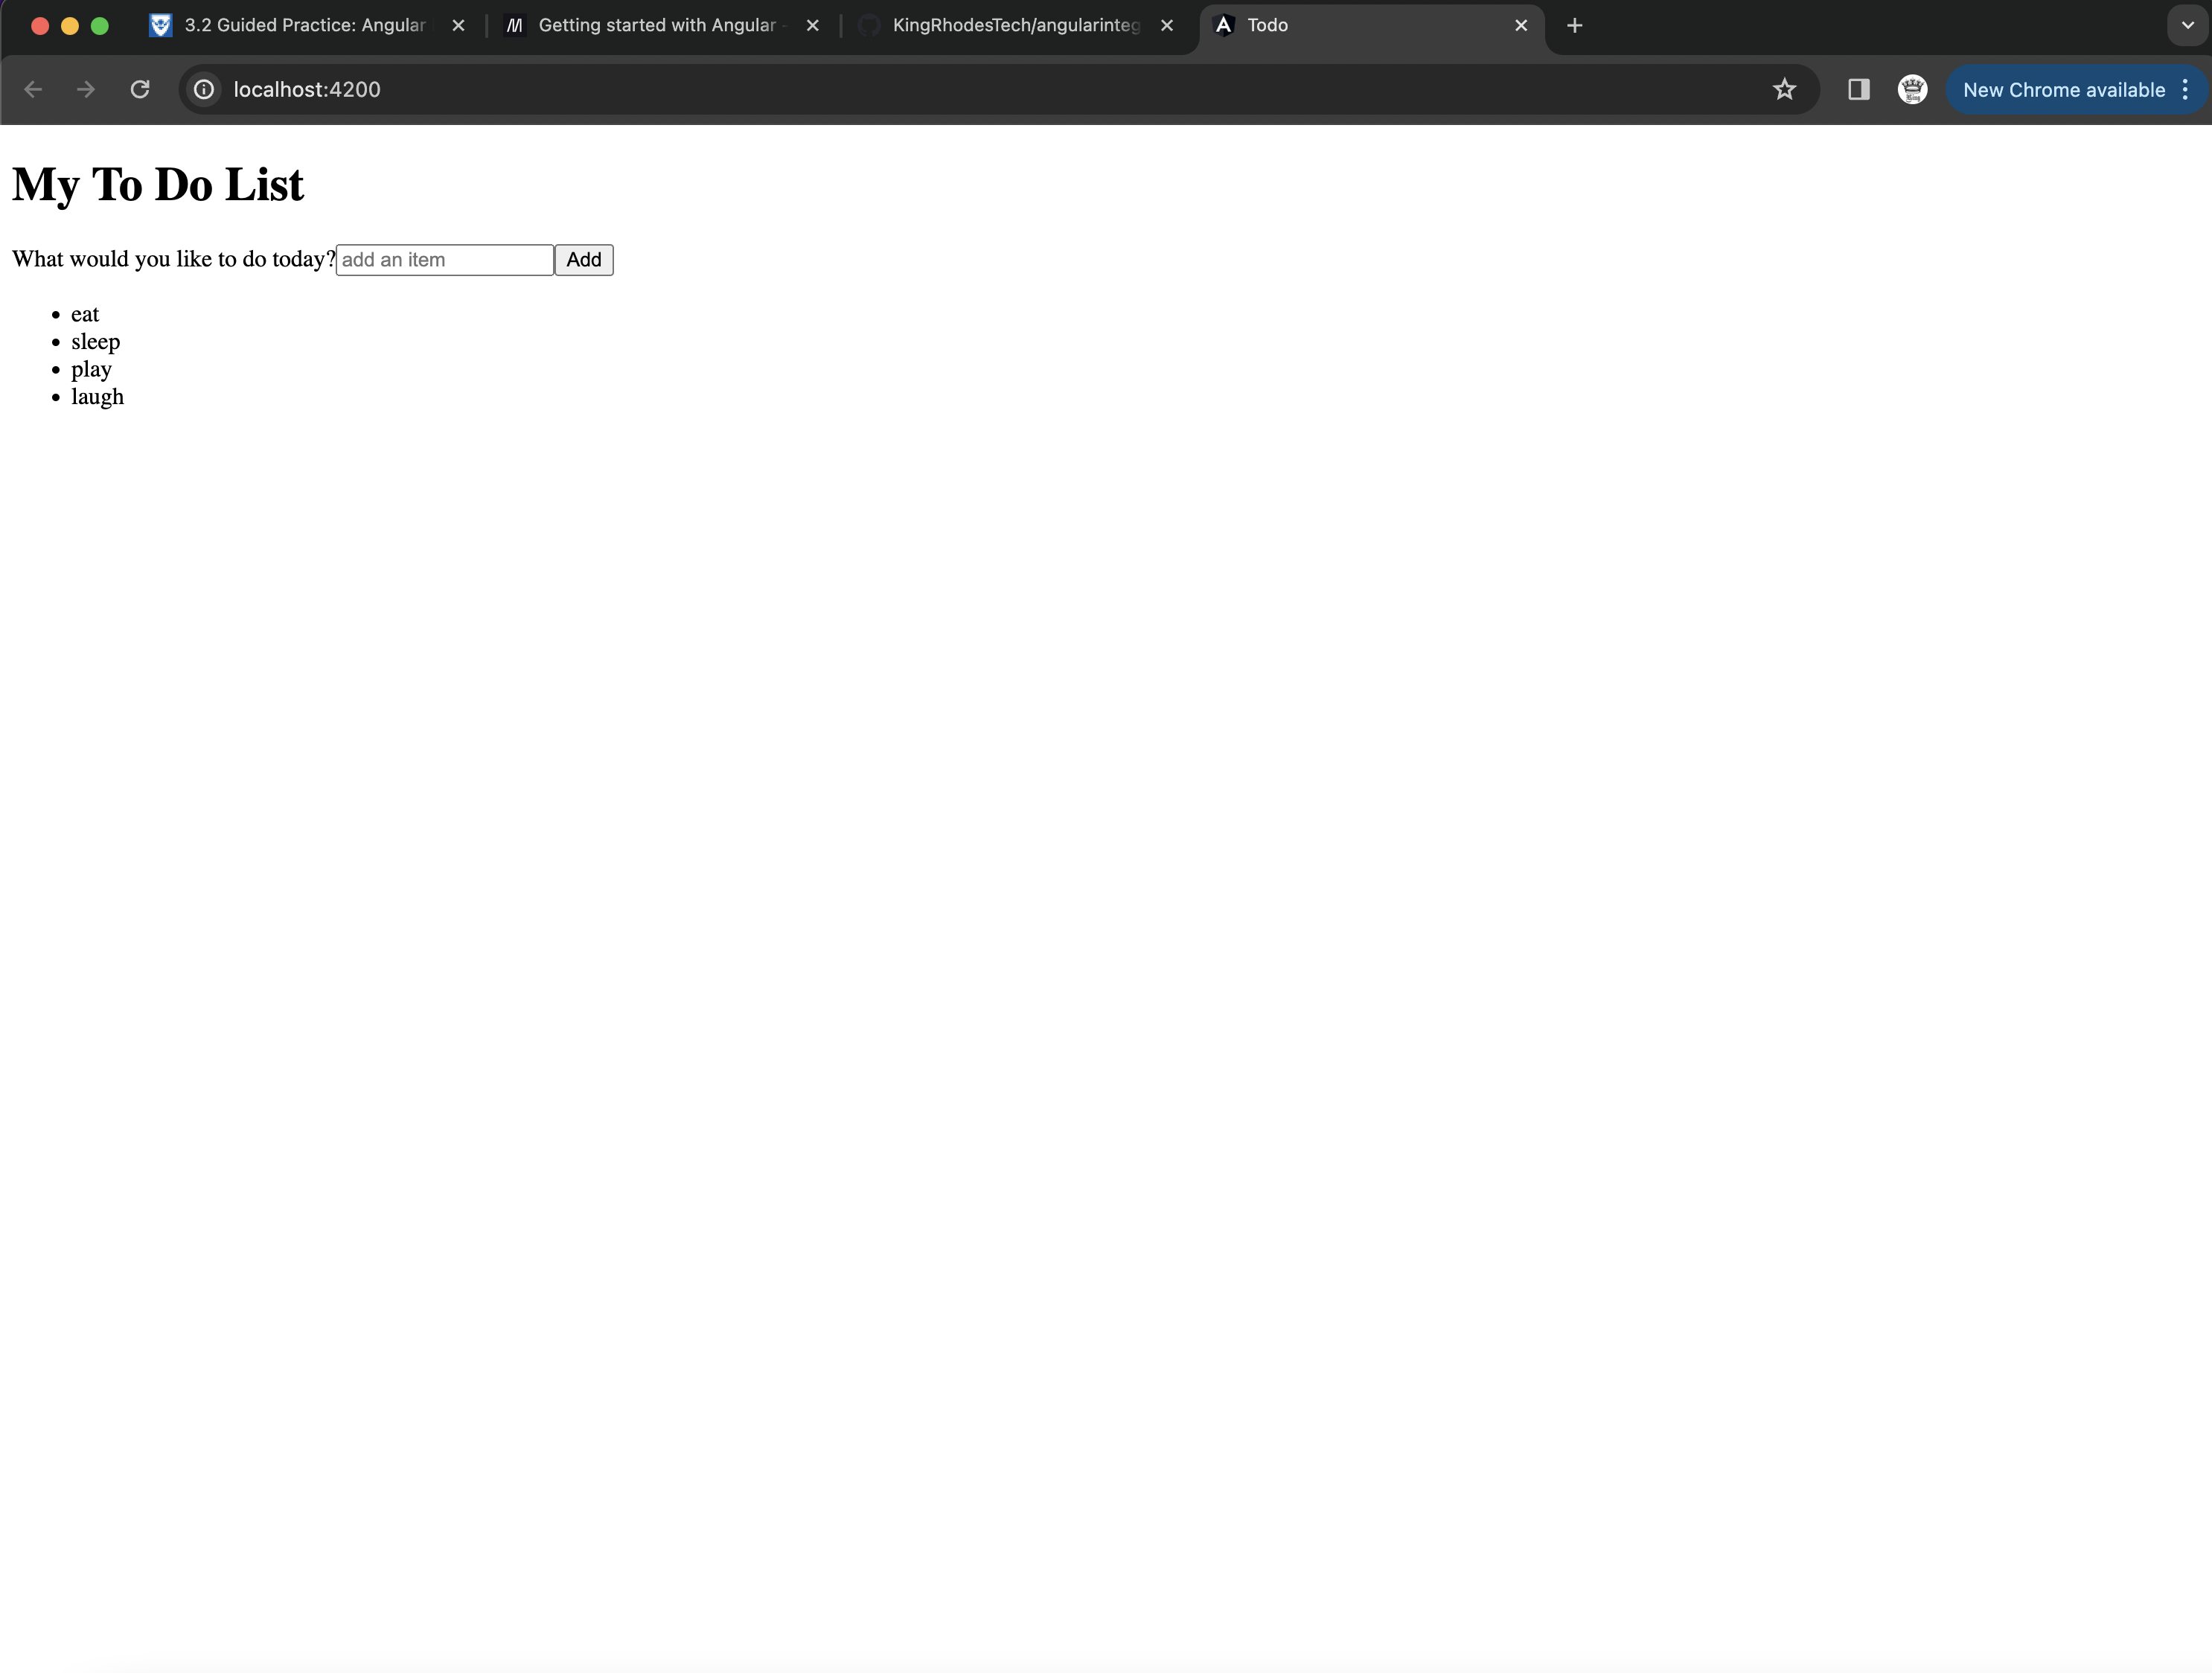 3.2 Guided Practice: Angular
Getting started with Angular -
KingRhodesTech/angularinteg
Todo
localhost:4200
New Chrome available
My To Do List
What would you like to do today? add an item Add
eat
sleep
play
laugh